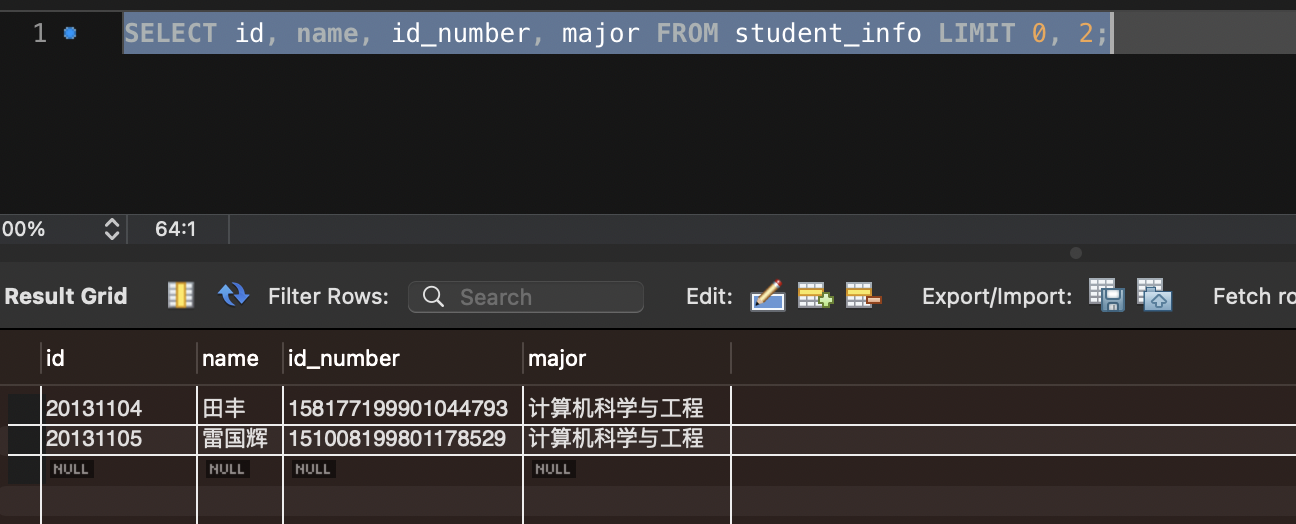 1 SELECT id, name, id_number, major FROM student_info LIMIT 0, 2;
00% 64:1
Result Grid Filter Rows: Search Edit: Export/Import: Fetch ro
id name id_number major
20131104 田丰 158177199901044793 计算机科学与工程
20131105 雷国辉 151008199801178529 计算机科学与工程
NULL NULL NULL NULL